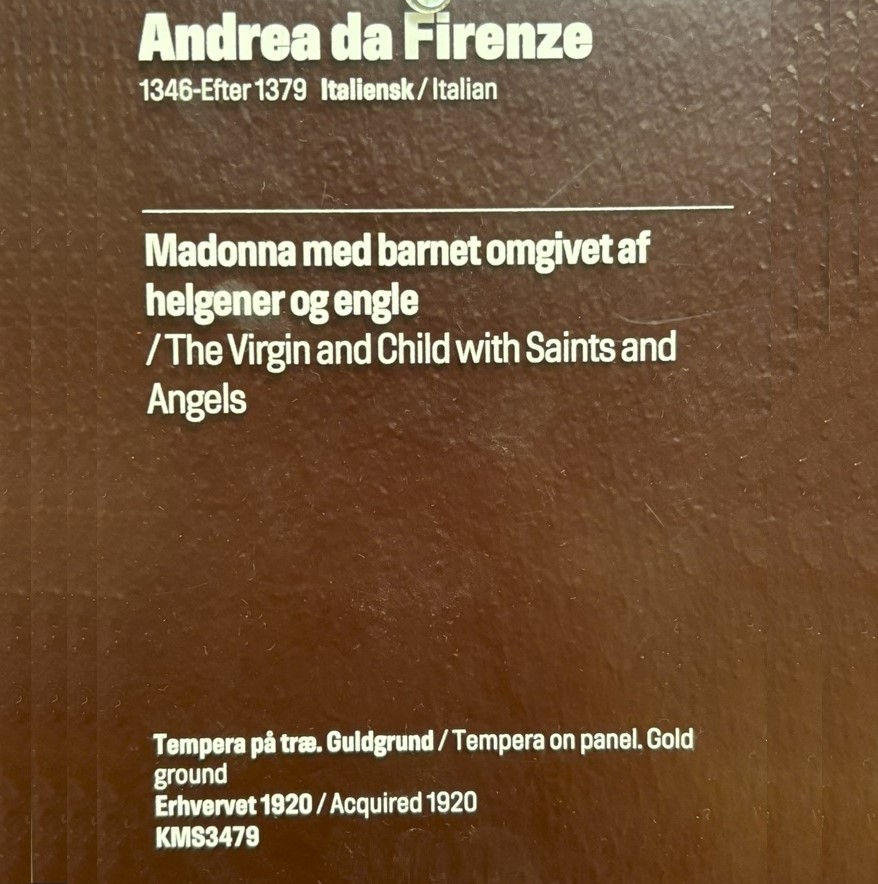 Andrea da Firenze
1346-Efter 1379 Italiensk / Italian
Madonna med barnet omgivet af
helgener og engle
/ The Virgin and Child with Saints and
Angels
Tempera på træ. Guldgrund / Tempera on panel. Gold
ground
Erhvervet 1920 / Acquired 1920
KMS3479